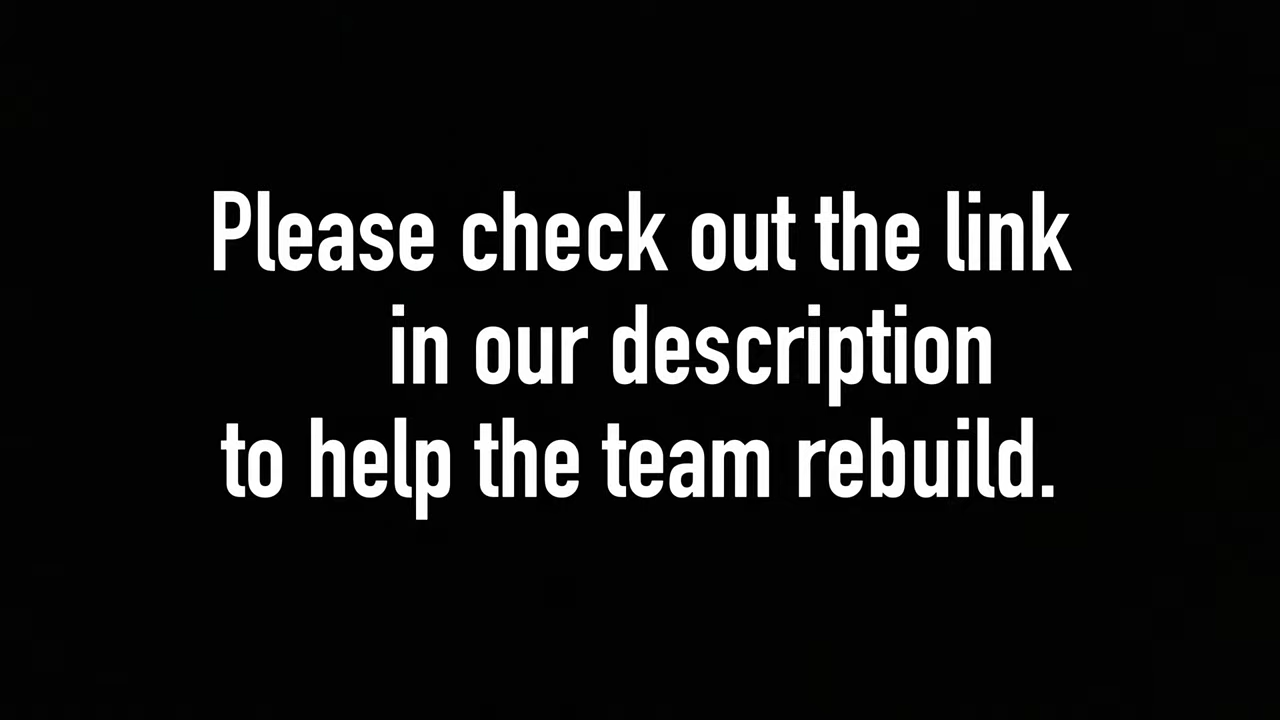 Please check out the link
in our description
to help the team rebuild.